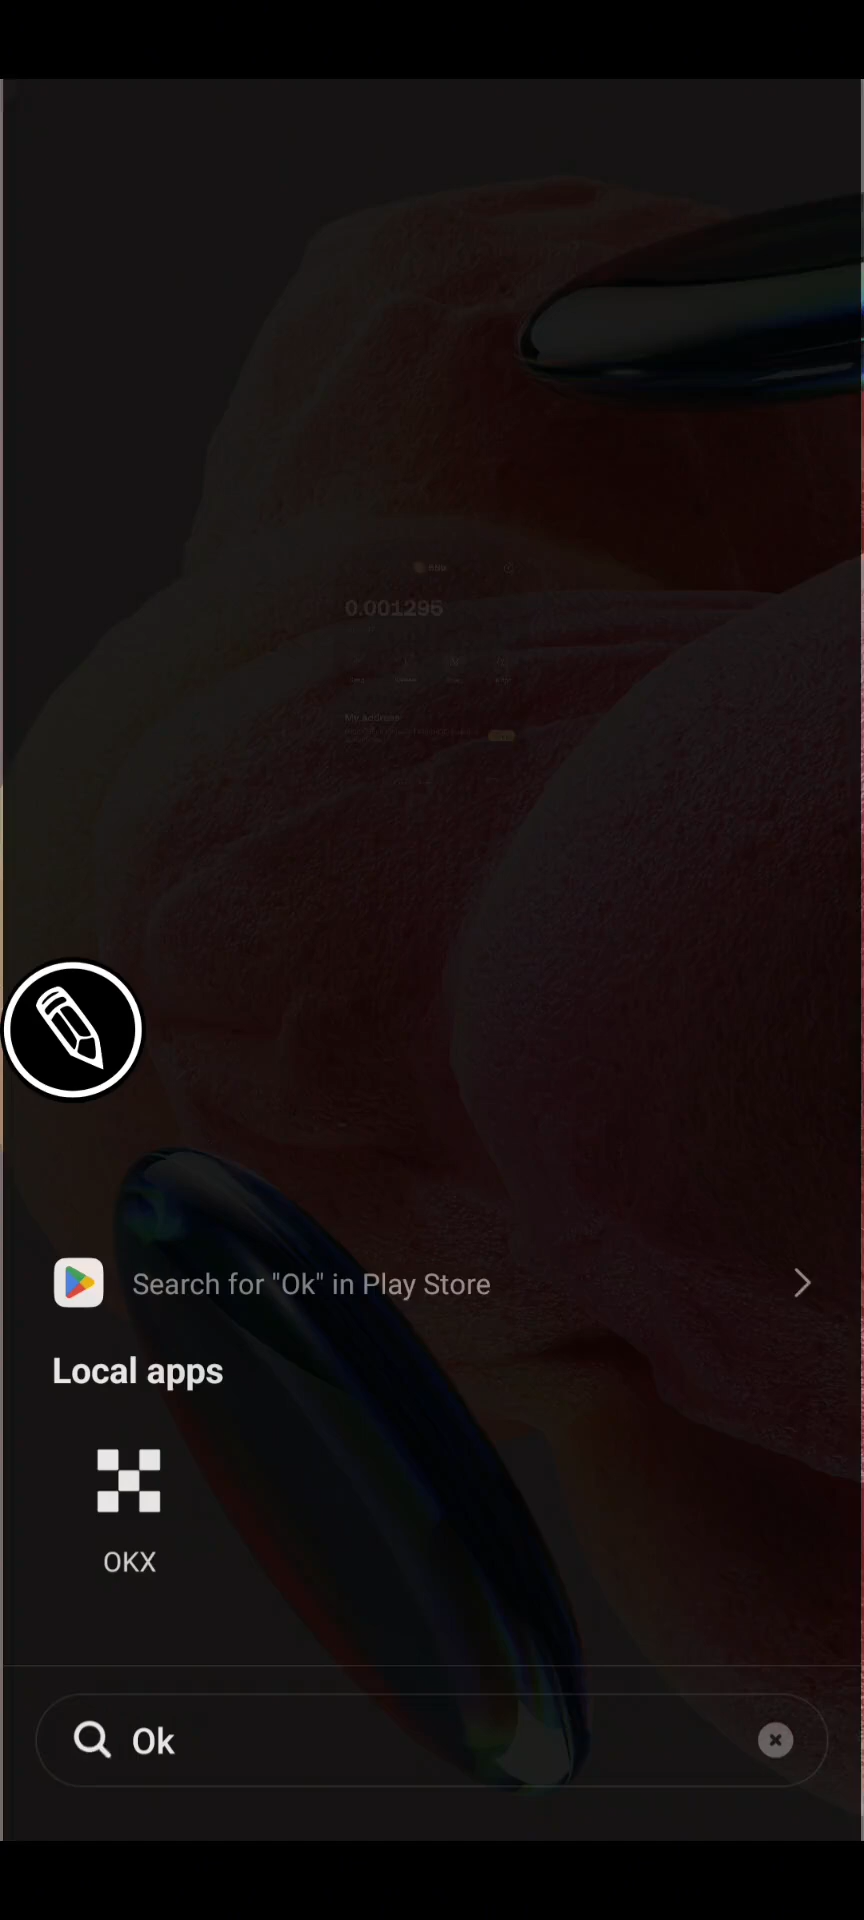 0.001295
My address
Search for "Ok" in Play Store
Local apps
OKX
Ok